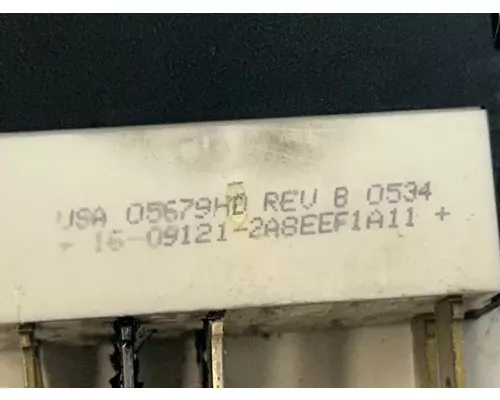 USA 05679HD REV B 0534
+ 16-09121-2A8EEF1A11 +